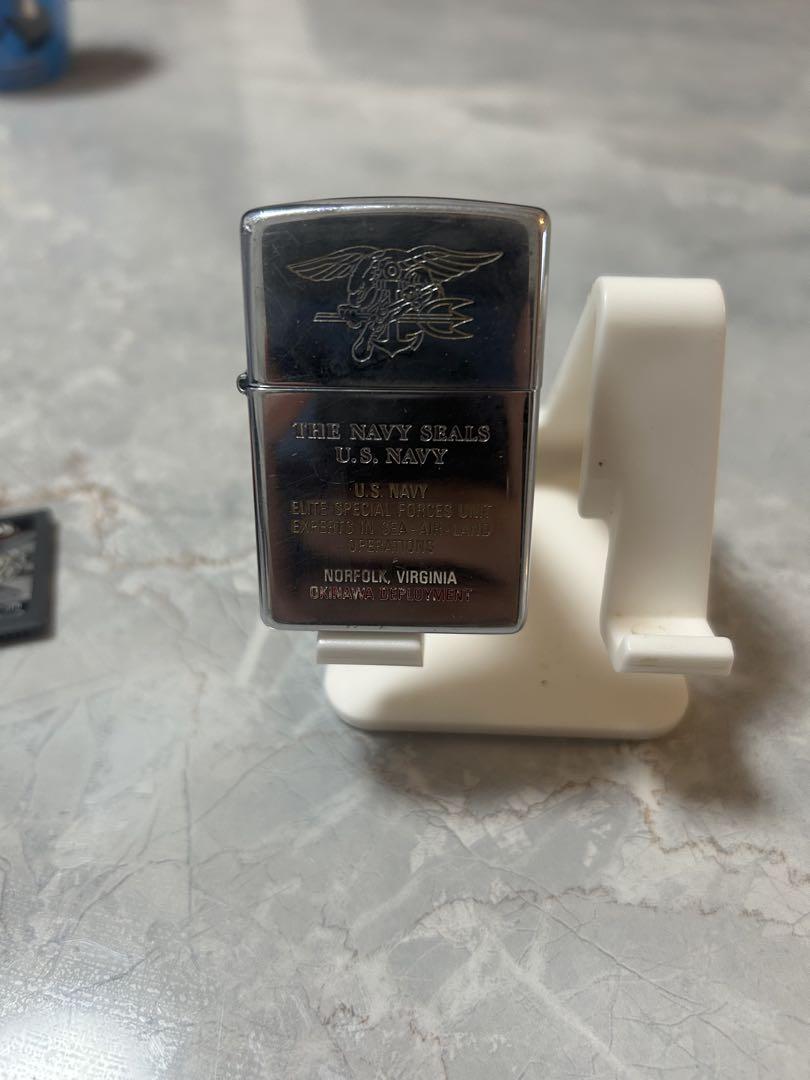 THE NAVY SEALS
U.S. NAVY
U.S. NAVY
ELITE SPECIAL FORCES UNIT
EXPERTS IN SEA-AIR-LAND
OPERATIONS
NORFOLK, VIRGINIA
OKINAWA DEPLOYMENT